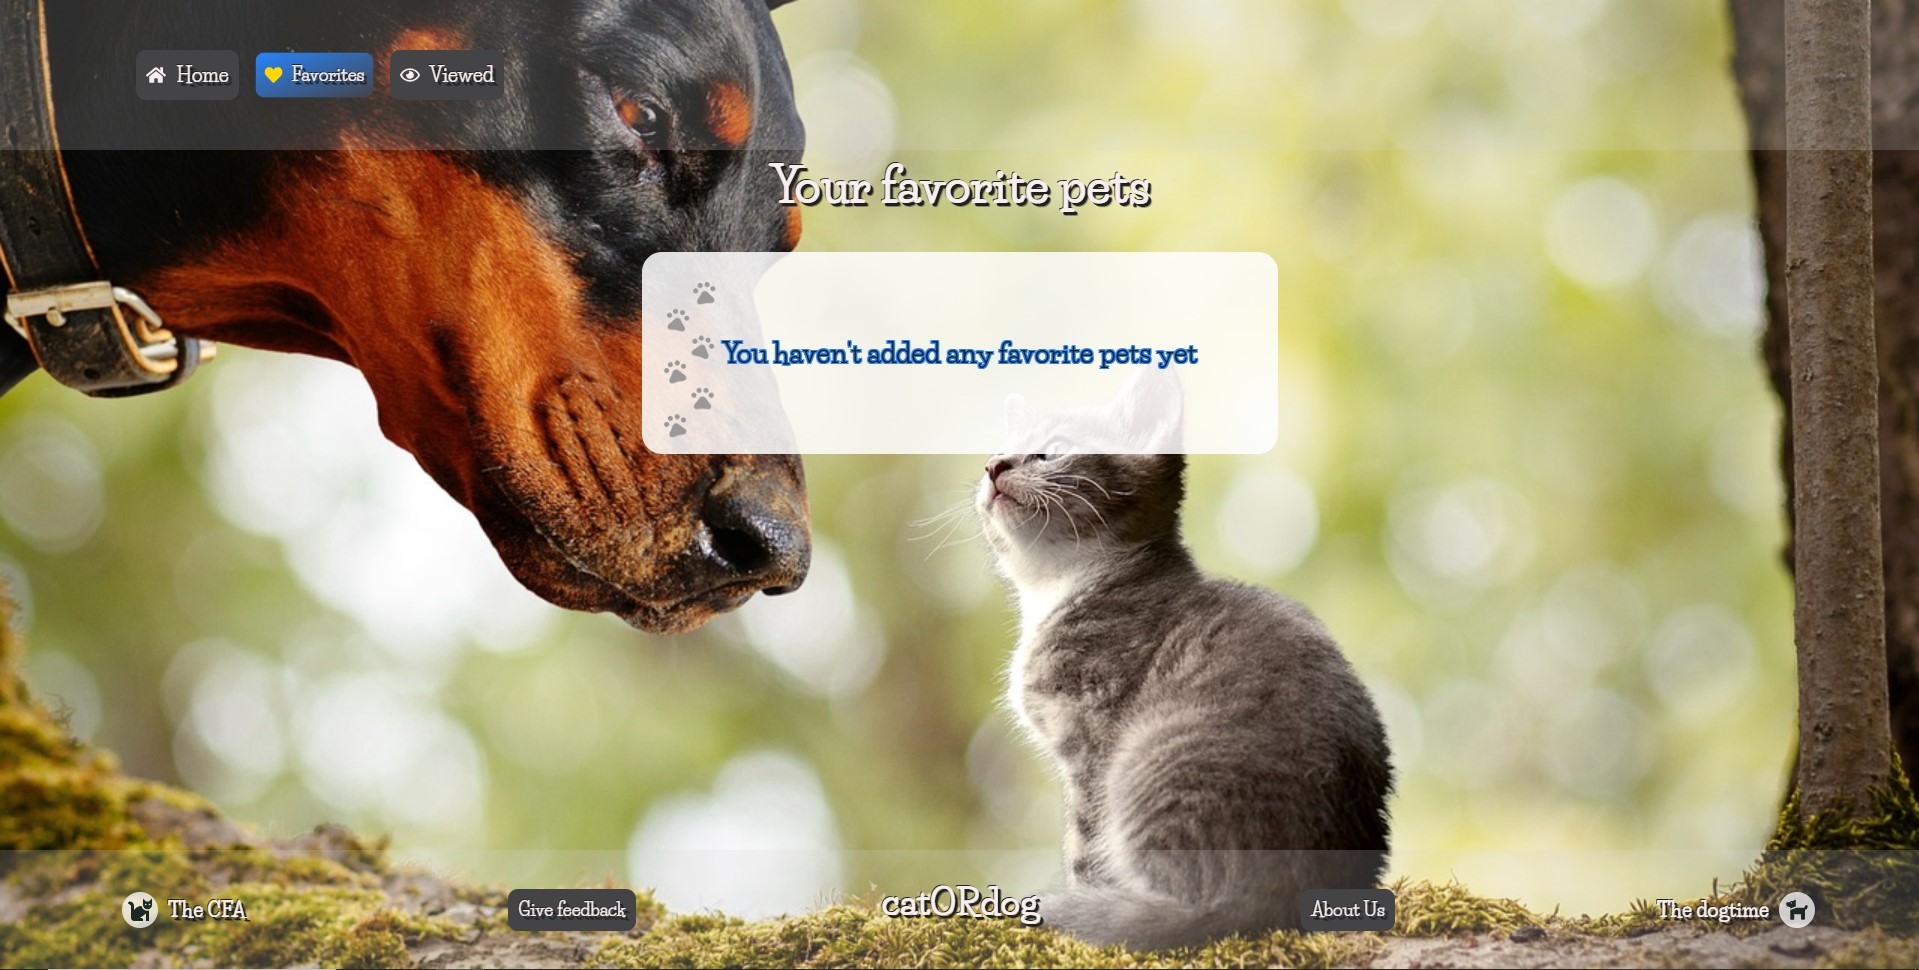 Home
Favorites
Viewed
Your favorite pets
You haven't added any favorite pets yet
The CFA
Give feedback
catORdog
About Us
The dogtime